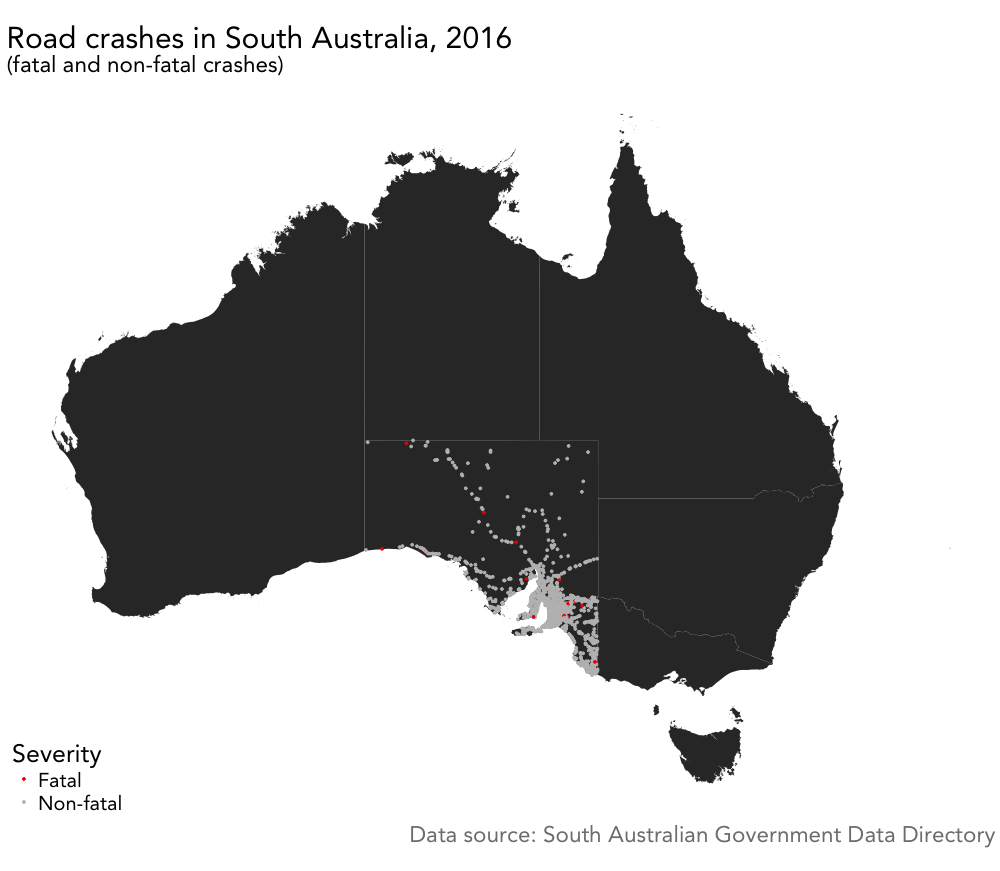 Road crashes in South Australia, 2016
(fatal and non-fatal crashes)
Severity
Fatal
Non-fatal
Data source: South Australian Government Data Directory